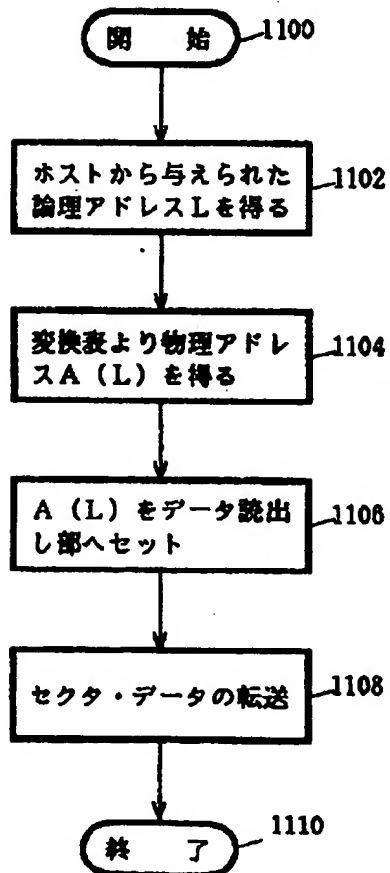 開 始
1100
ホストから与えられた
論理アドレスLを得る
1102
変換表より物理アドレ
スA(L)を得る
1104
A(L)をデータ読出
し部へセット
1106
セクタ・データの転送
1108
終 了
1110